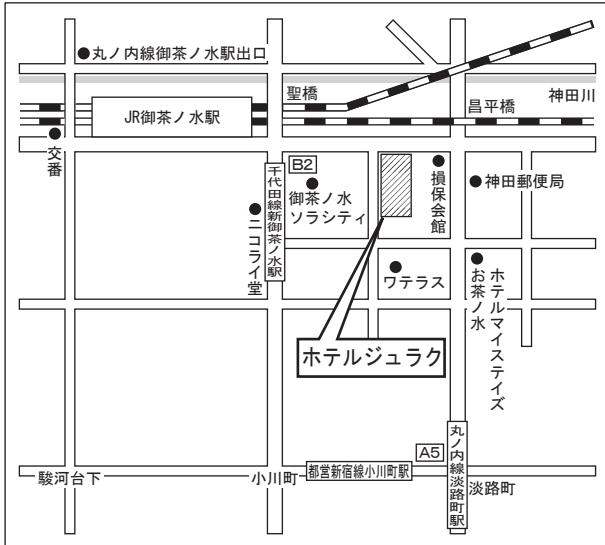 丸ノ内線御茶ノ水駅出口
聖橋
神田川
JR御茶ノ水駅
昌平橋
交番
B2
千代田線新御茶ノ水駅
御茶ノ水
ソラシティ
損保会館
神田郵便局
ニコライ堂
ワテラス
ホテルマイステイズ
お茶ノ水
ホテルジュラク
A5
丸ノ内線淡路町駅
駿河台下
小川町
都営新宿線小川町駅
淡路町